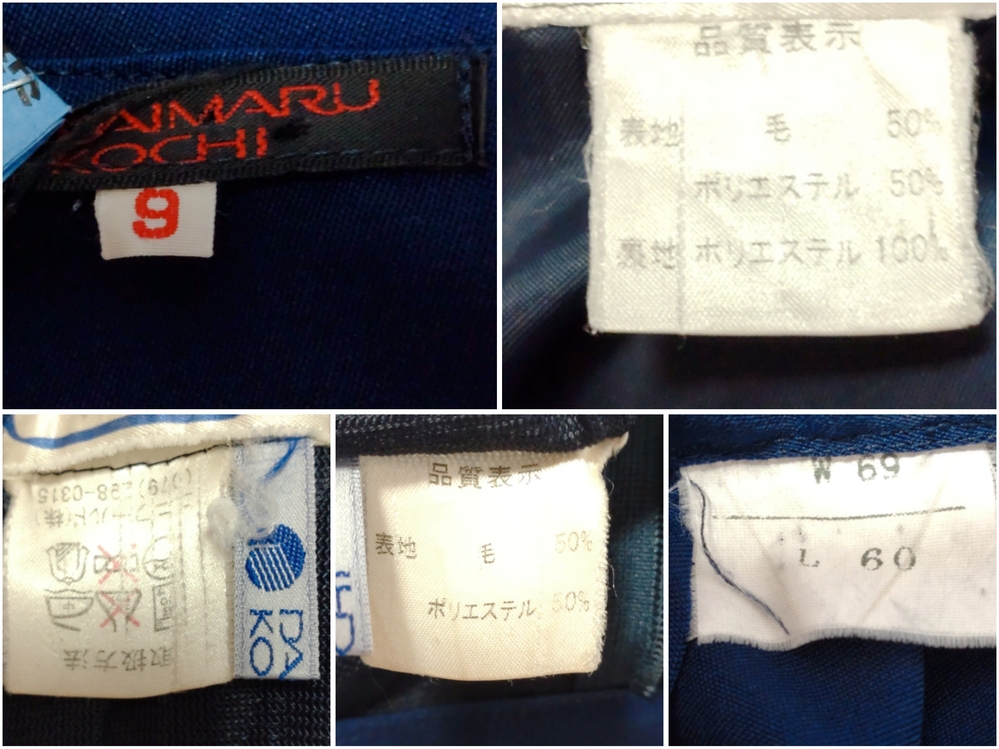 AIMARU
KOCHI
9
品質表示
表地 毛 50%
ポリエステル 50%
表地 ポリエステル 100%
取扱方法
DA
KO
品質表示
表地 毛 50%
ポリエステル 50%
W 69
L 60